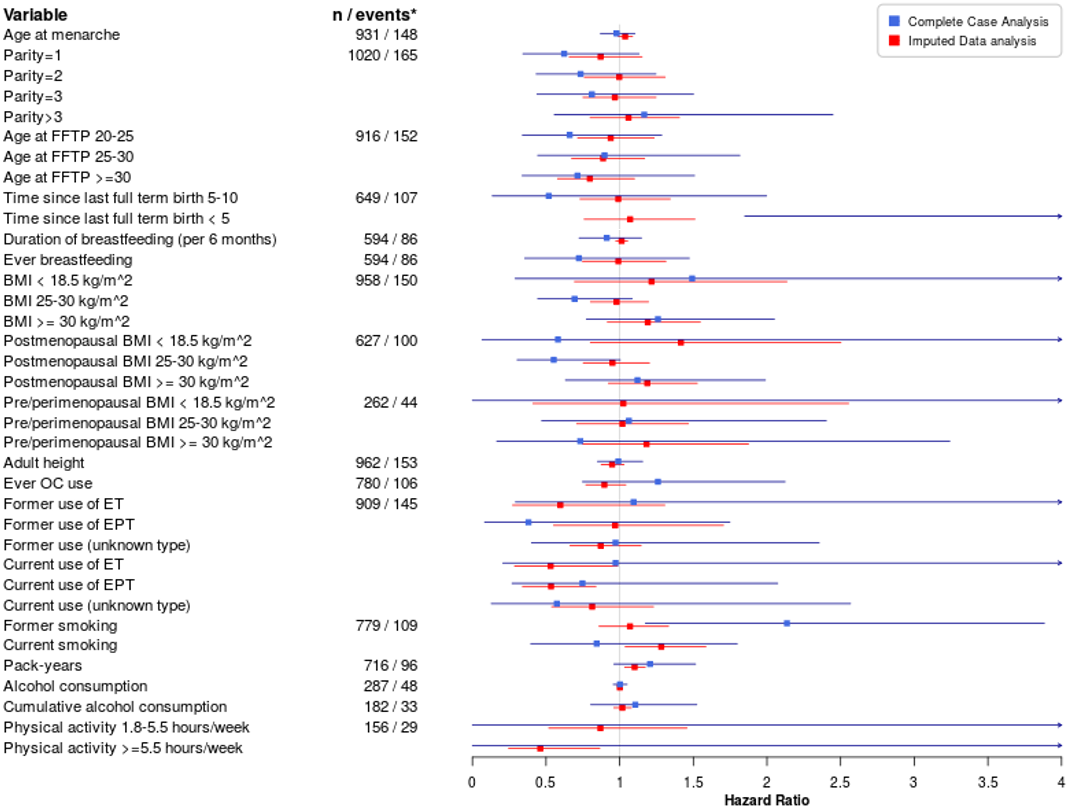 Variable n / events*
Complete Case Analysis
Imputed Data analysis
Age at menarche 931 / 148
Parity=1 1020 / 165
Parity=2
Parity=3
Parity>3
Age at FFTP 20-25 916 / 152
Age at FFTP 25-30
Age at FFTP >=30
Time since last full term birth 5-10 649 / 107
Time since last full term birth < 5
Duration of breastfeeding (per 6 months) 594 / 86
Ever breastfeeding 594 / 86
BMI < 18.5 kg/m^2 958 / 150
BMI 25-30 kg/m^2
BMI >= 30 kg/m^2
Postmenopausal BMI < 18.5 kg/m^2 627 / 100
Postmenopausal BMI 25-30 kg/m^2
Postmenopausal BMI >= 30 kg/m^2
Pre/perimenopausal BMI < 18.5 kg/m^2 262 / 44
Pre/perimenopausal BMI 25-30 kg/m^2
Pre/perimenopausal BMI >= 30 kg/m^2
Adult height 962 / 153
Ever OC use 780 / 106
Former use of ET 909 / 145
Former use of EPT
Former use (unknown type)
Current use of ET
Current use of EPT
Current use (unknown type)
Former smoking 779 / 109
Current smoking
Pack-years 716 / 96
Alcohol consumption 287 / 48
Cumulative alcohol consumption 182 / 33
Physical activity 1.8-5.5 hours/week 156 / 29
Physical activity >=5.5 hours/week
0 0.5 1 1.5 2 2.5 3 3.5 4
Hazard Ratio